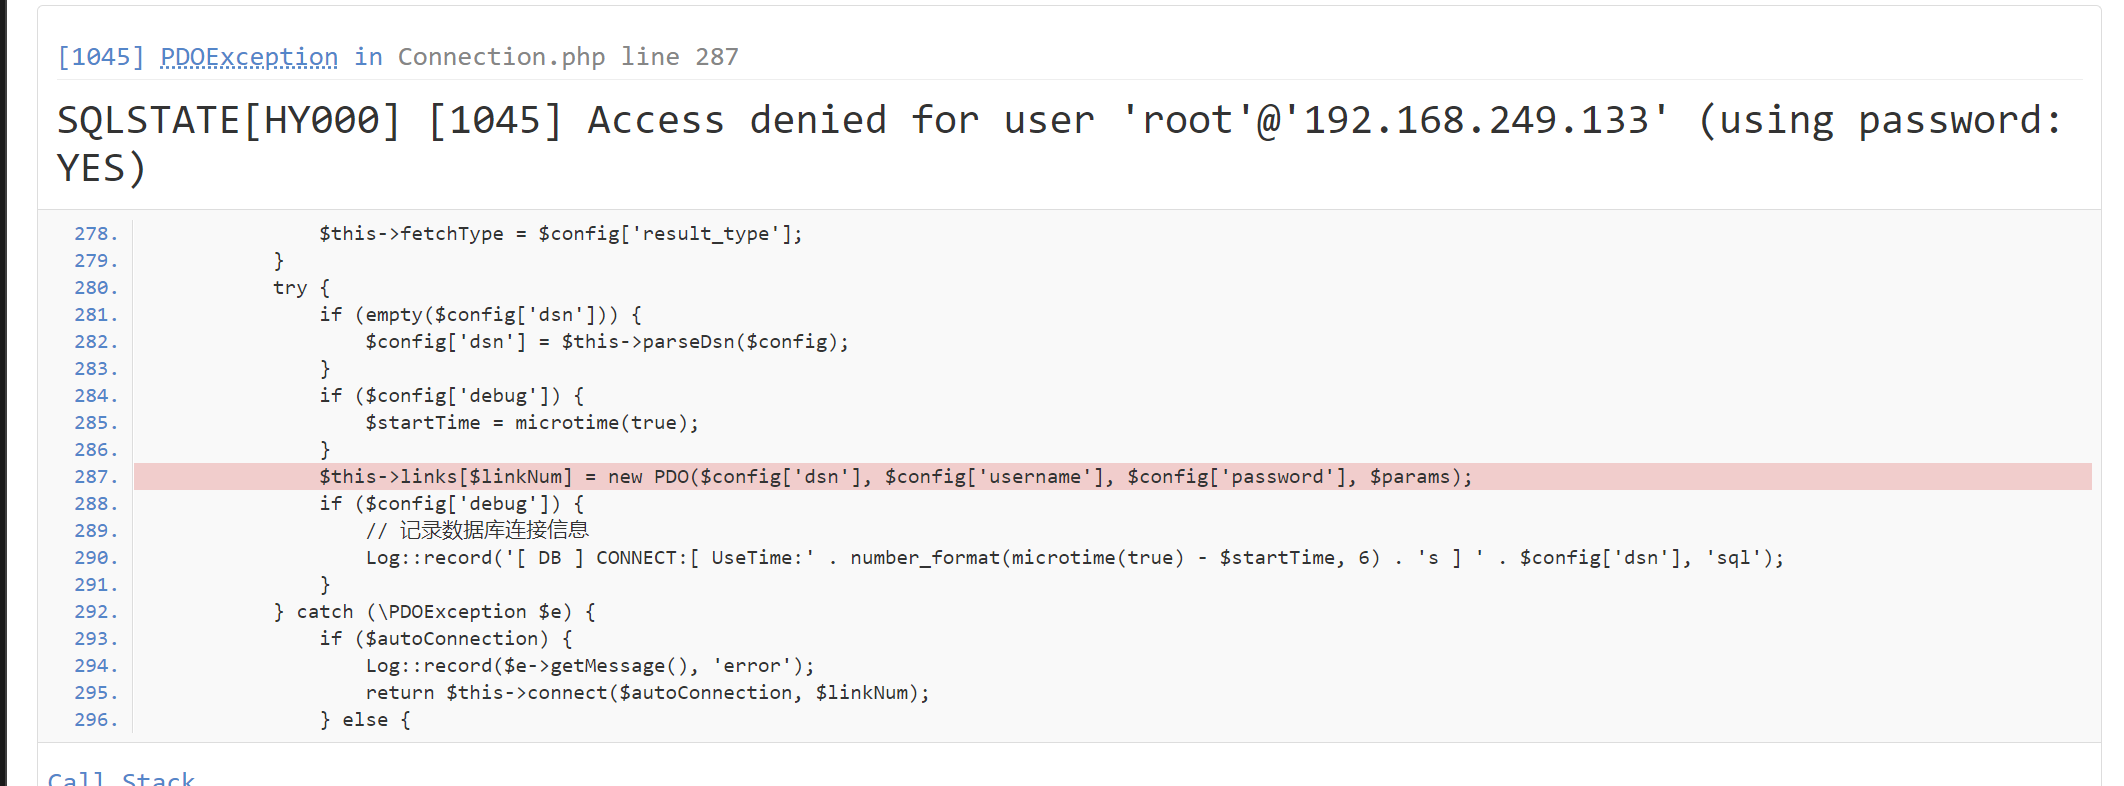 [1045] PDOException in Connection.php line 287
SQLSTATE[HY000] [1045] Access denied for user 'root'@'192.168.249.133' (using password:
YES)
278. $this->fetchType = $config['result_type'];
279. }
280. try {
281. if (empty($config['dsn'])) {
282. $config['dsn'] = $this->parseDsn($config);
283. }
284. if ($config['debug']) {
285. $startTime = microtime(true);
286. }
287. $this->links[$linkNum] = new PDO($config['dsn'], $config['username'], $config['password'], $params);
288. if ($config['debug']) {
289. // 记录数据库连接信息
290. Log::record('[ DB ] CONNECT:[ UseTime:' . number_format(microtime(true) - $startTime, 6) . 's ] ' . $config['dsn'], 'sql');
291. }
292. } catch (\PDOException $e) {
293. if ($autoConnection) {
294. Log::record($e->getMessage(), 'error');
295. return $this->connect($autoConnection, $linkNum);
296. } else {
Call Stack